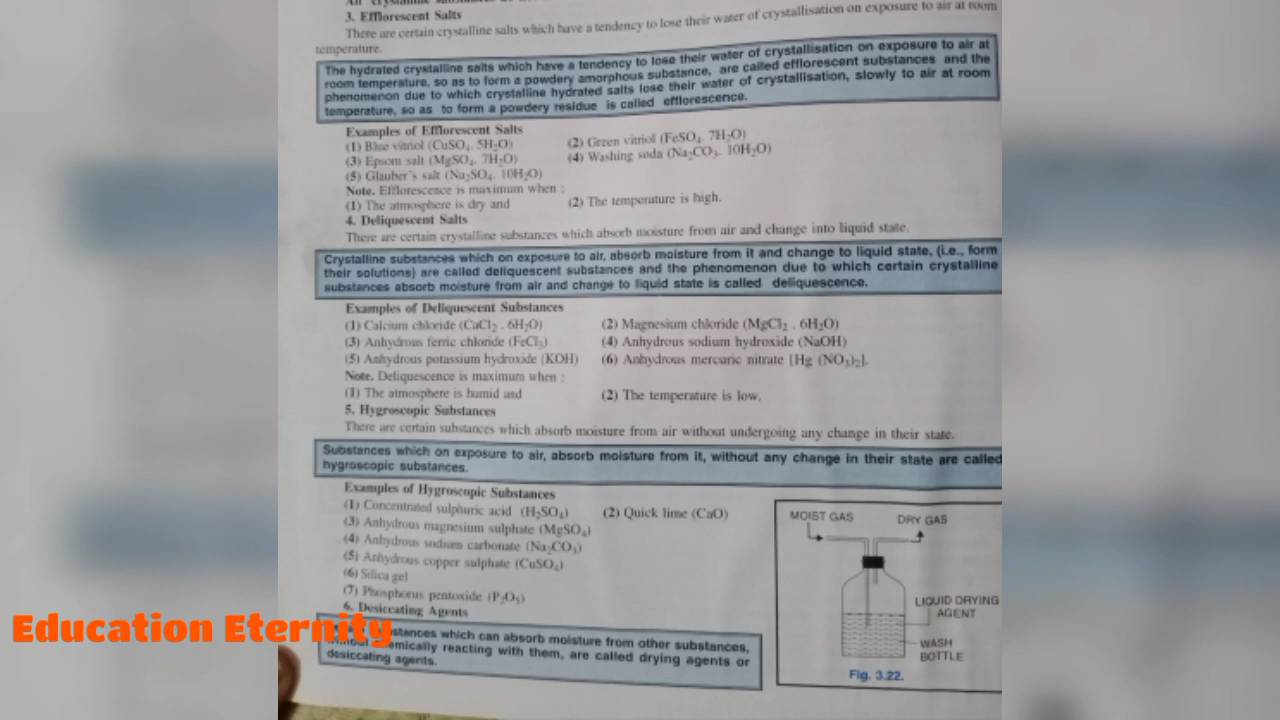 3. Efflorescent Salts
There are certain crystalline salts which have a tendency to lose their water of crystallisation on exposure to air at room
temperature.
The hydrated crystalline salts which have a tendency to lose their water of crystallisation on exposure to air at
room temperature, so as to form a powdery amorphous substance, are called efflorescent substances and the
phenomenon due to which crystalline hydrated salts lose their water of crystallisation, slowly to air at room
temperature, so as to form a powdery residue is called efflorescence.
Examples of Efflorescent Salts
(1) Blue vitriol (CuSO₄. 5H₂O) (2) Green vitriol (FeSO₄. 7H₂O)
(3) Epsom salt (MgSO₄. 7H₂O) (4) Washing soda (Na₂CO₃. 10H₂O)
(5) Glauber's salt (Na₂SO₄. 10H₂O)
Note. Efflorescence is maximum when :
(1) The atmosphere is dry and (2) The temperature is high.
4. Deliquescent Salts
There are certain crystalline substances which absorb moisture from air and change into liquid state.
Crystalline substances which on exposure to air, absorb moisture from it and change to liquid state, (i.e., form
their solutions) are called deliquescent substances and the phenomenon due to which certain crystalline
substances absorb moisture from air and change to liquid state is called deliquescence.
Examples of Deliquescent Substances
(1) Calcium chloride (CaCl₂ . 6H₂O) (2) Magnesium chloride (MgCl₂ . 6H₂O)
(3) Anhydrous ferric chloride (FeCl₃) (4) Anhydrous sodium hydroxide (NaOH)
(5) Anhydrous potassium hydroxide (KOH) (6) Anhydrous mercuric nitrate [Hg (NO₃)₂].
Note. Deliquescence is maximum when :
(1) The atmosphere is humid and (2) The temperature is low.
5. Hygroscopic Substances
There are certain substances which absorb moisture from air without undergoing any change in their state.
Substances which on exposure to air, absorb moisture from it, without any change in their state are called
hygroscopic substances.
Examples of Hygroscopic Substances
(1) Concentrated sulphuric acid (H₂SO₄) (2) Quick lime (CaO)
(3) Anhydrous magnesium sulphate (MgSO₄)
(4) Anhydrous sodium carbonate (Na₂CO₃)
(5) Anhydrous copper sulphate (CuSO₄)
(6) Silica gel
(7) Phosphorus pentoxide (P₂O₅)
6. Desiccating Agents
which can absorb moisture from other substances,
reacting with them, are called drying agents or
desiccating agents.
MOIST GAS
DRY GAS
LIQUID DRYING
AGENT
WASH
BOTTLE
Fig. 3.22.
Education Eternity